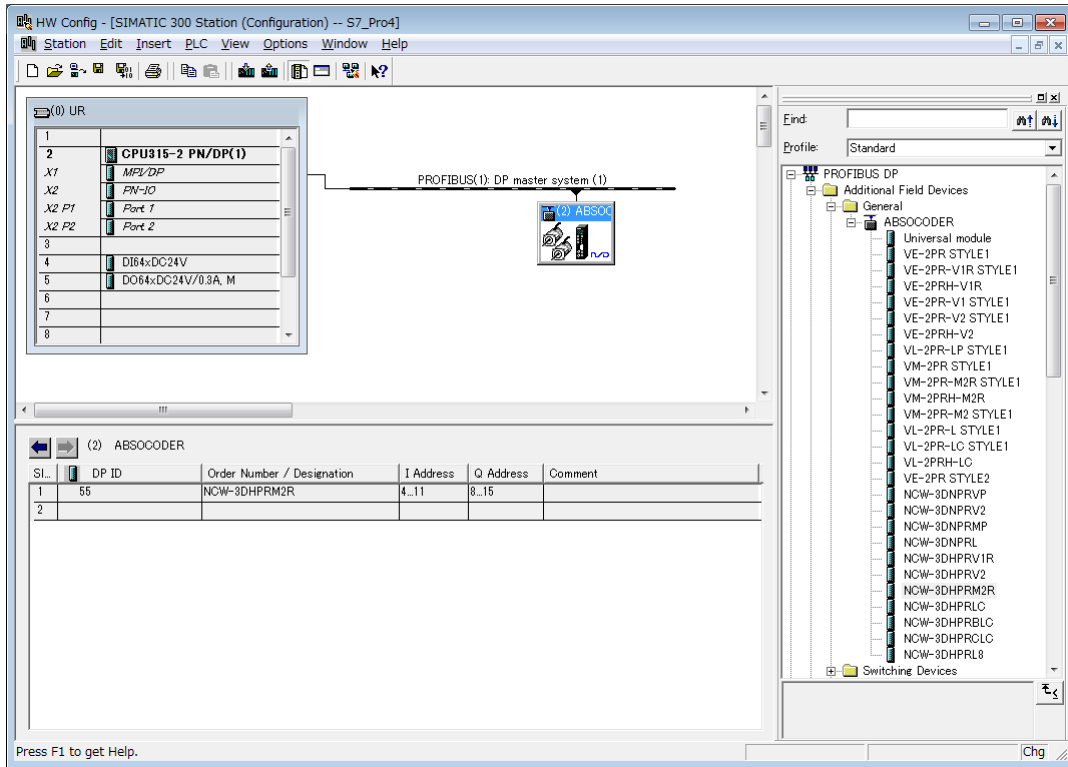 HW Config - [SIMATIC 300 Station (Configuration) -- S7_Pro4]
Station Edit Insert PLC View Options Window Help
(0) UR
1
2 CPU315-2 PN/DP(1)
X1 MPI/DP
X2 PN-IO
X2 P1 Port 1
X2 P2 Port 2
3
4 DI64xDC24V
5 DO64xDC24V/0.3A, M
6
7
8
PROFIBUS(1): DP master system (1)
(2) ABSOC
NSD
Find:
Profile: Standard
PROFIBUS DP
Additional Field Devices
General
ABSOCODER
Universal module
VE-2PR STYLE1
VE-2PR-V1R STYLE1
VE-2PRH-V1R
VE-2PR-V1 STYLE1
VE-2PR-V2 STYLE1
VE-2PRH-V2
VL-2PR-LP STYLE1
VM-2PR STYLE1
VM-2PR-M2R STYLE1
VM-2PRH-M2R
VM-2PR-M2 STYLE1
VL-2PR-L STYLE1
VL-2PR-LC STYLE1
VL-2PRH-LC
VE-2PR STYLE2
NCW-3DNPRVP
NCW-3DNPRV2
NCW-3DNPRMP
NCW-3DNPRL
NCW-3DHPRV1R
NCW-3DHPRV2
NCW-3DHPRM2R
NCW-3DHPRLC
NCW-3DHPRBLC
NCW-3DHPRCLC
NCW-3DHPRL8
Switching Devices
(2) ABSOCODER
Sl... DP ID Order Number / Designation I Address Q Address Comment
1 55 NCW-3DHPRM2R 4...11 8...15
2
Press F1 to get Help.
Chg